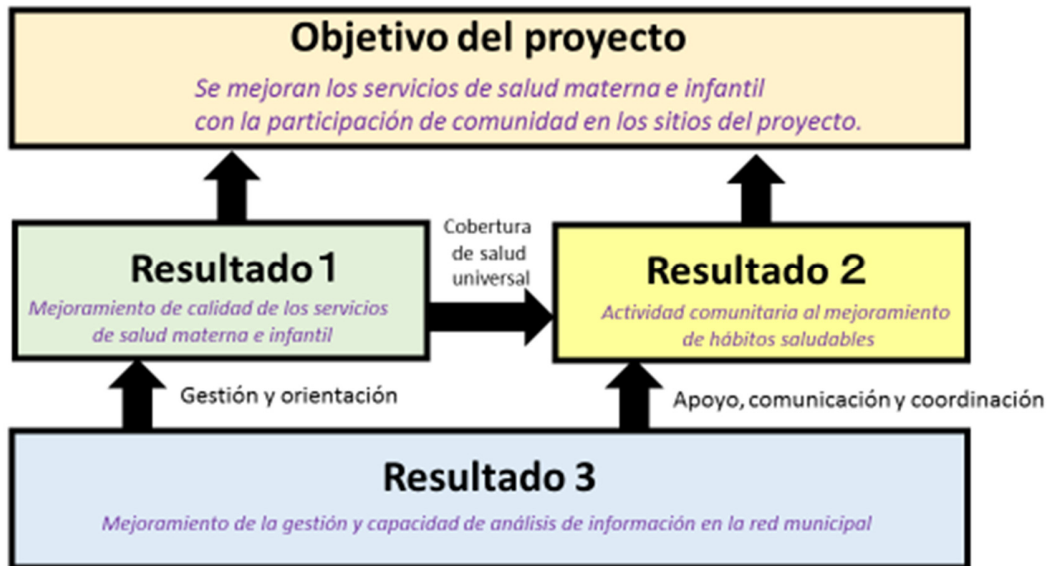 Objetivo del proyecto
Se mejoran los servicios de salud materna e infantil
con la participación de comunidad en los sitios del proyecto.
Resultado 1
Mejoramiento de calidad de los servicios
de salud materna e infantil
Cobertura
de salud
universal
Resultado 2
Actividad comunitaria al mejoramiento
de hábitos saludables
Gestión y orientación
Apoyo, comunicación y coordinación
Resultado 3
Mejoramiento de la gestión y capacidad de análisis de información en la red municipal